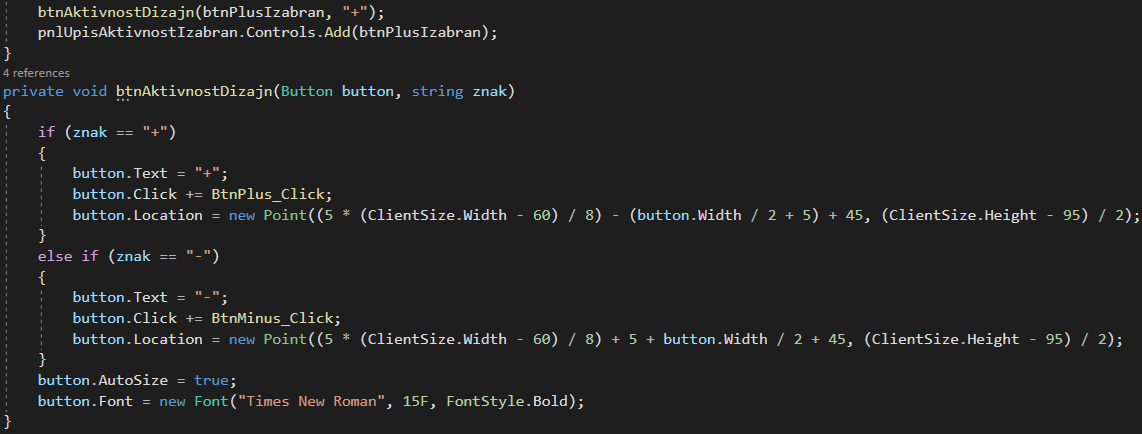 btnAktivnostDizajn(btnPlusIzabran, "+");
pnlUpisAktivnostIzabran.Controls.Add(btnPlusIzabran);
}
4 references
private void btnAktivnostDizajn(Button button, string znak)
{
if (znak == "+")
{
button.Text = "+";
button.Click += BtnPlus_Click;
button.Location = new Point((5 * (ClientSize.Width - 60) / 8) - (button.Width / 2 + 5) + 45, (ClientSize.Height - 95) / 2);
}
else if (znak == "-")
{
button.Text = "-";
button.Click += BtnMinus_Click;
button.Location = new Point((5 * (ClientSize.Width - 60) / 8) + 5 + button.Width / 2 + 45, (ClientSize.Height - 95) / 2);
}
button.AutoSize = true;
button.Font = new Font("Times New Roman", 15F, FontStyle.Bold);
}